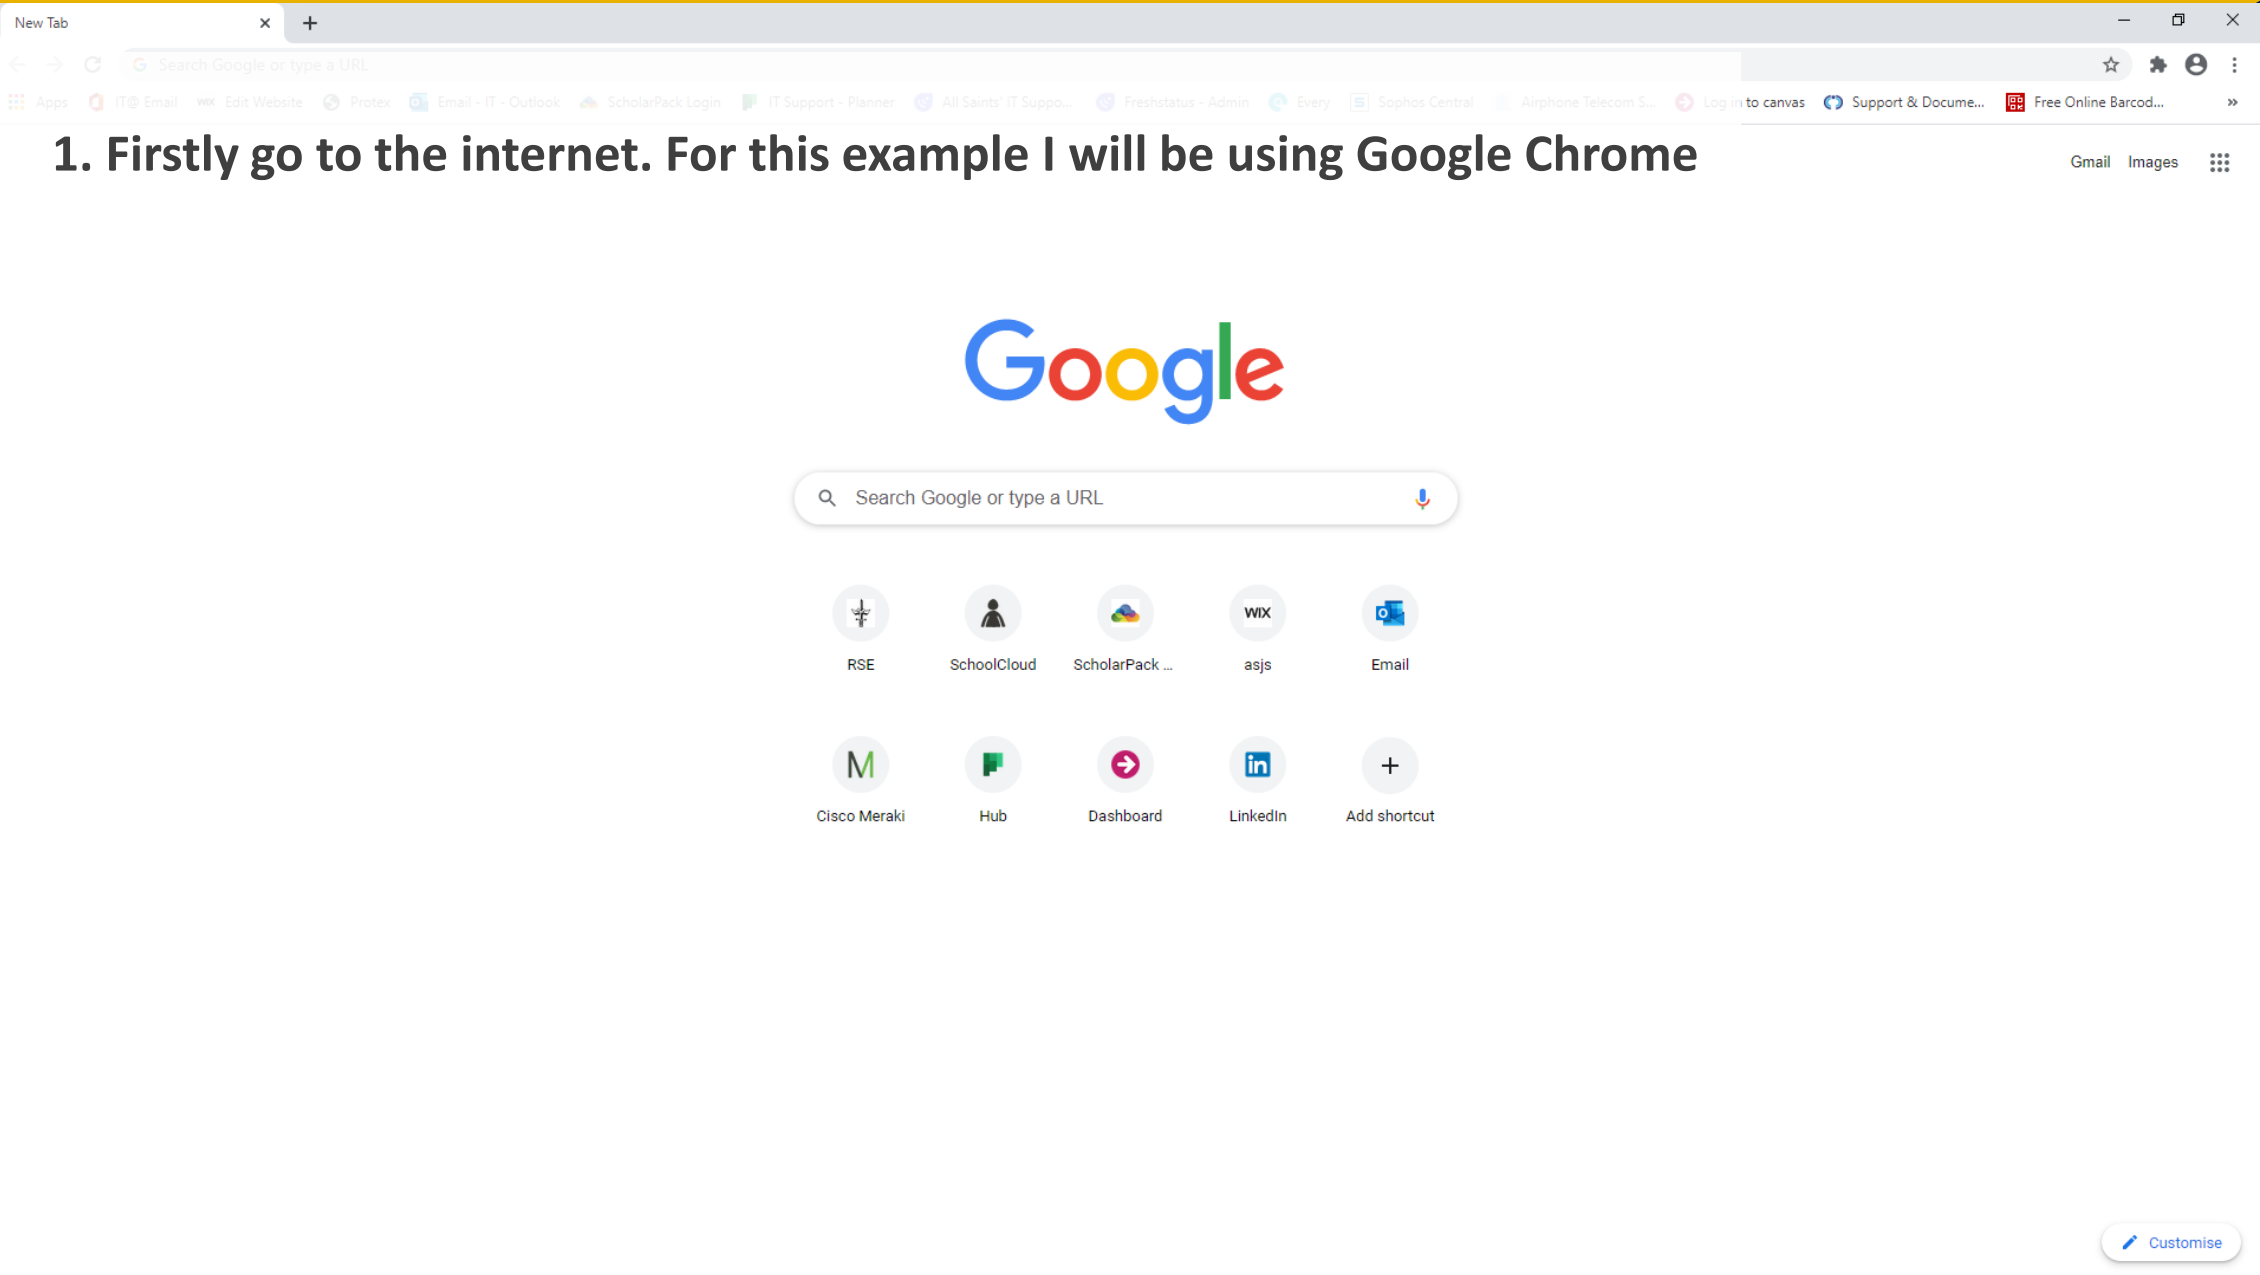 New Tab
Search Google or type a URL
Apps IT@ Email WIX Edit Website Protex Email - IT - Outlook ScholarPack Login IT Support - Planner All Saints' IT Suppo... Freshstatus - Admin Every Sophos Central Airphone Telecom S... Log in to canvas Support & Docume... Free Online Barcod... »
1. Firstly go to the internet. For this example I will be using Google Chrome
Gmail Images
Google
Search Google or type a URL
WIX
RSE SchoolCloud ScholarPack ... asjs Email
M in
Cisco Meraki Hub Dashboard LinkedIn Add shortcut
Customise